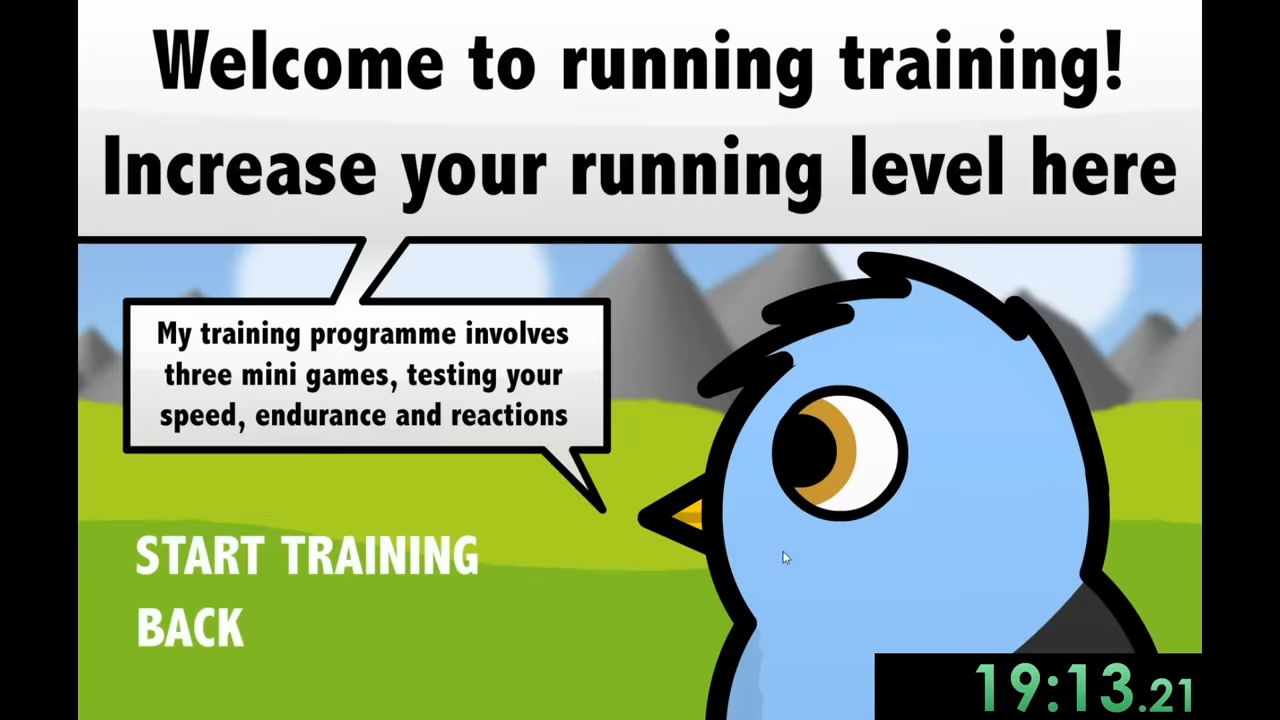 Welcome to running training!
Increase your running level here
My training programme involves
three mini games, testing your
speed, endurance and reactions
START TRAINING
BACK
19:13.21